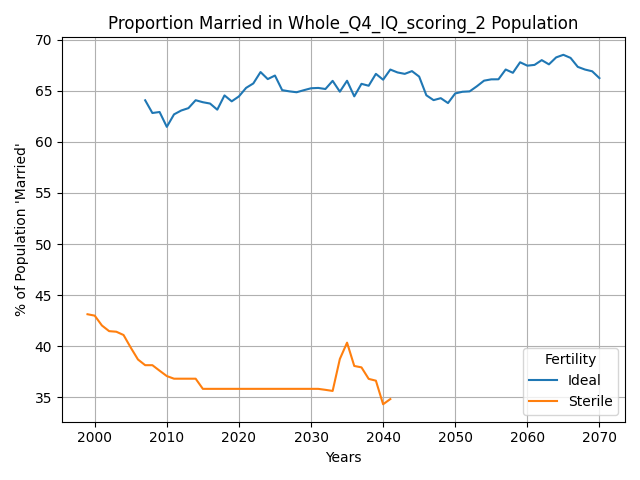 Proportion Married in Whole_Q4_IQ_scoring_2 Population
% of Population 'Married'
70
65
60
55
50
45
40
35
2000 2010 2020 2030 2040 2050 2060 2070
Years
Fertility
Ideal
Sterile